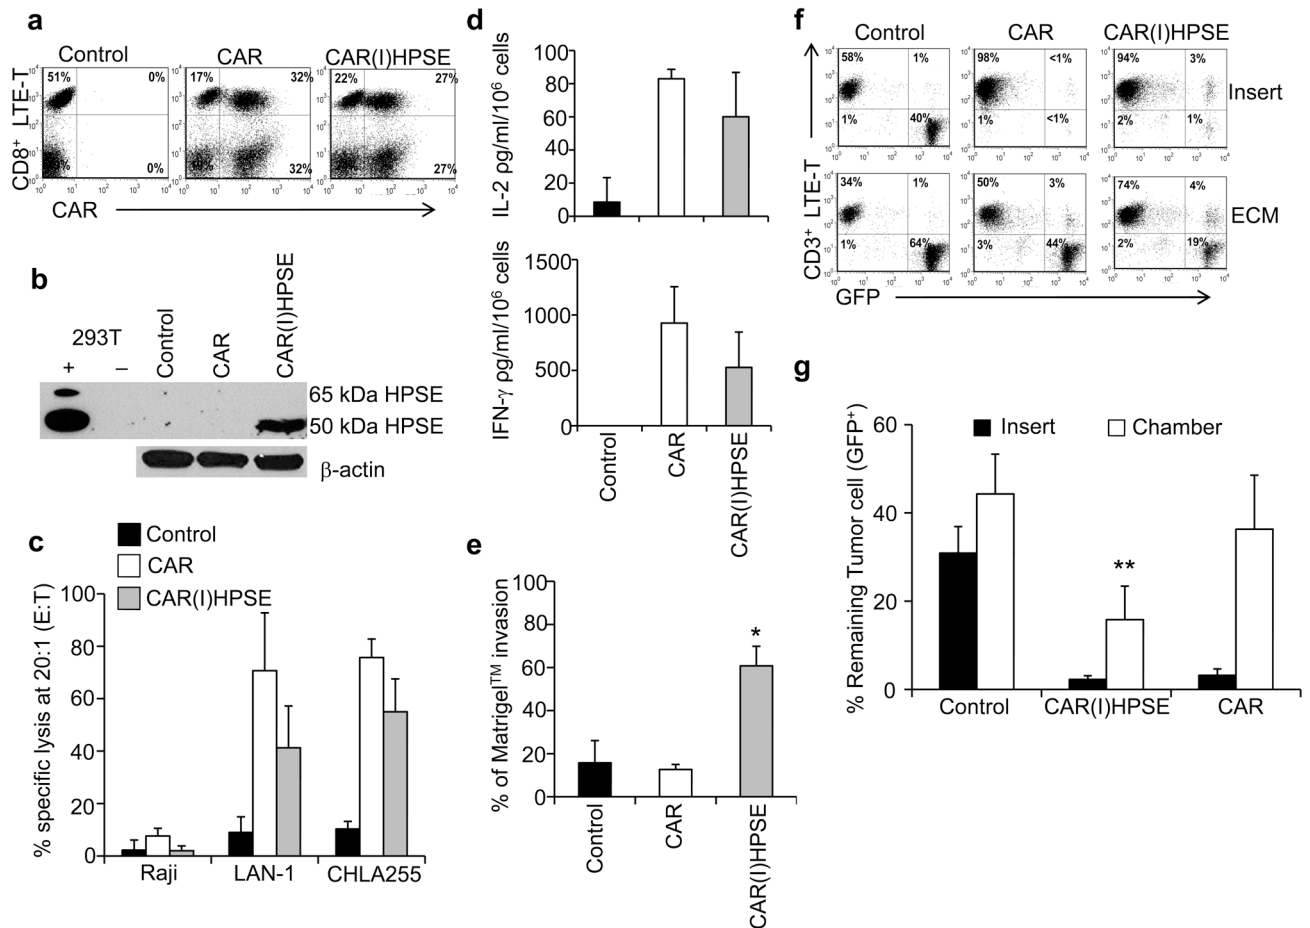 a
Control CAR CAR(I)HPSE
51% 0% 17% 32% 22% 27%
0% 32% 27%
CD8+ LTE-T
CAR
b
293T
+ – Control CAR CAR(I)HPSE
65 kDa HPSE
50 kDa HPSE
β-actin
c
Control
CAR
CAR(I)HPSE
% specific lysis at 20:1 (E:T)
100
80
60
40
20
0
Raji LAN-1 CHLA255
d
IL-2 ρg/ml/10⁶ cells
100
80
60
40
20
0
IFN-γ ρg/ml/10⁶ cells
1500
1000
500
0
Control CAR CAR(I)HPSE
e
% of Matrigel™ invasion
100
80
60
40
20
0
*
Control CAR CAR(I)HPSE
f
Control CAR CAR(I)HPSE
58% 1% 98% <1% 94% 3%
Insert
1% 40% 1% <1% 2% 1%
34% 1% 50% 3% 74% 4%
ECM
1% 64% 3% 44% 2% 19%
CD3+ LTE-T
GFP
g
Insert Chamber
% Remaining Tumor cell (GFP+)
60
40
20
0
**
Control CAR(I)HPSE CAR